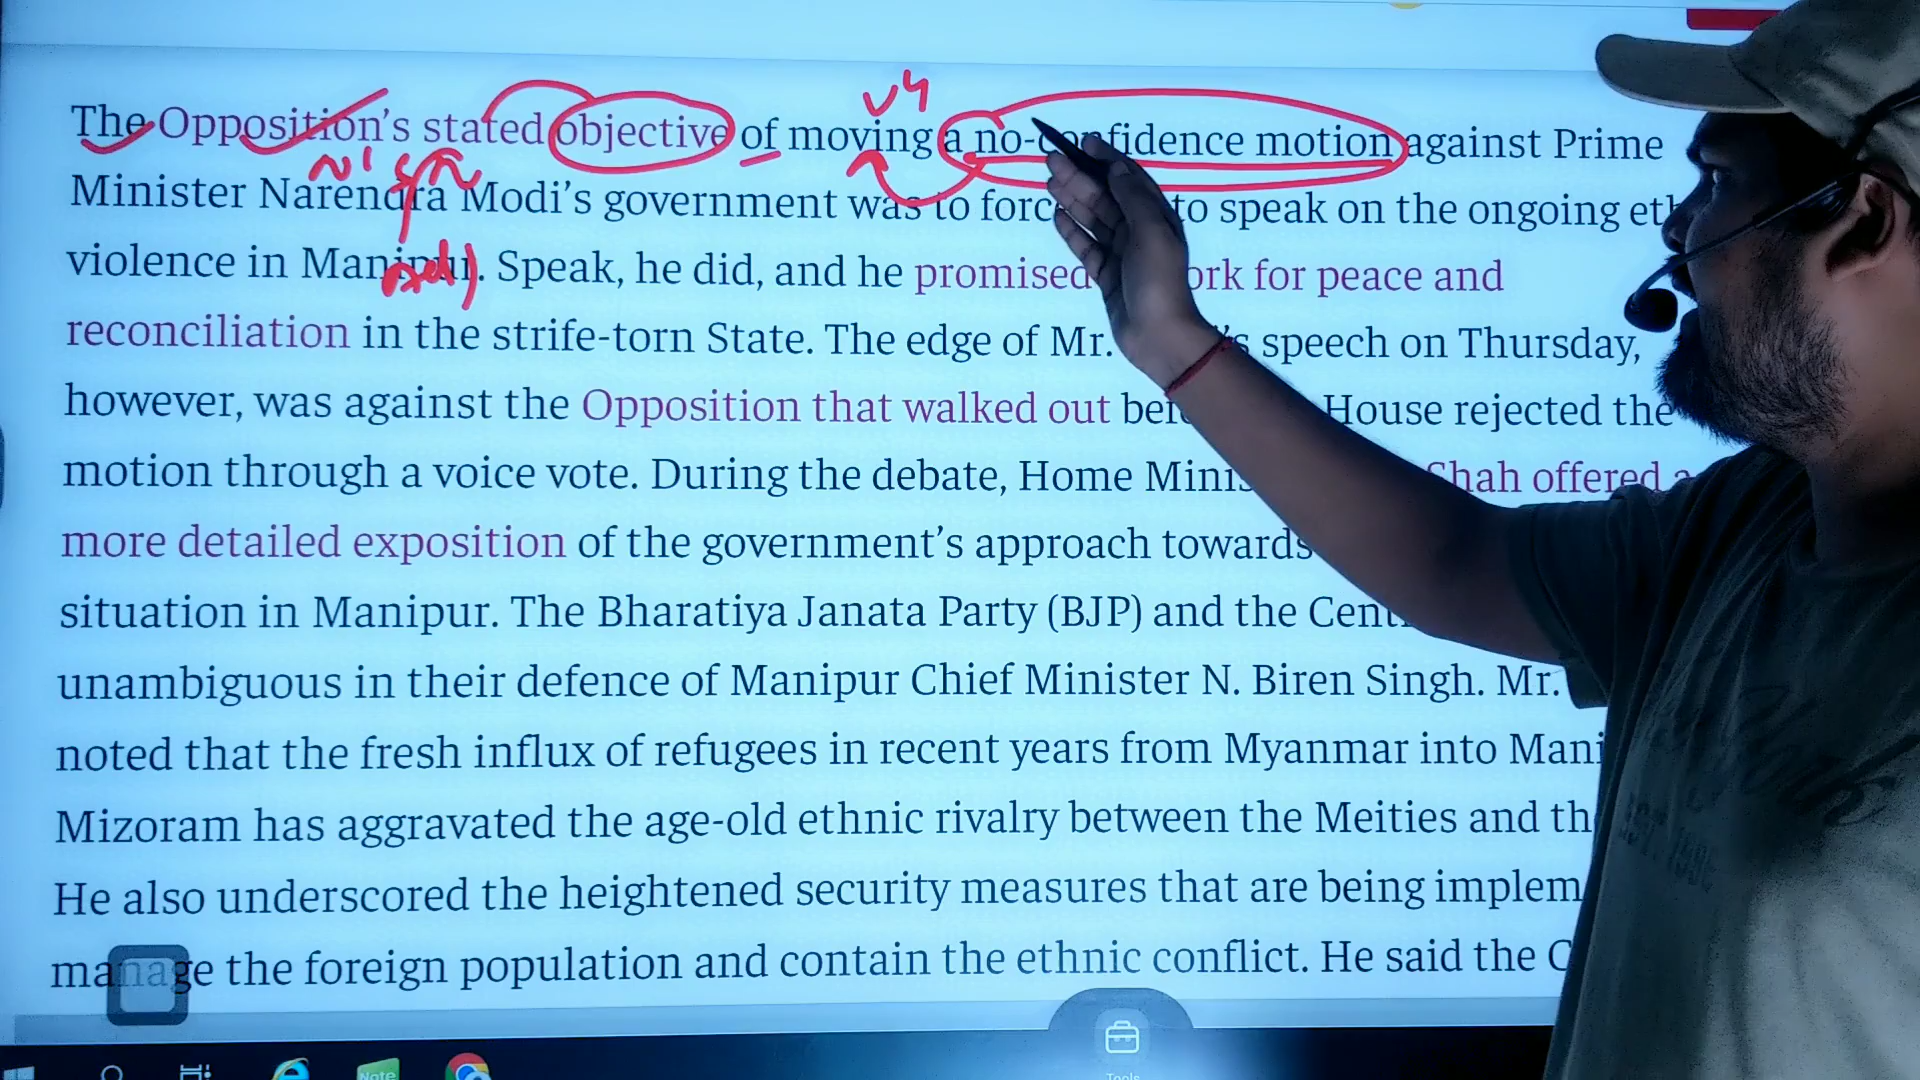 The Opposition's stated objective of moving a no-confidence motion against Prime
Minister Narendra Modi's government was to to speak on the ongoing
violence in Manipur. Speak, he did, and he promised for peace and
reconciliation in the strife-torn State. The edge of Mr. speech on Thursday,
however, was against the Opposition that walked out House rejected the
motion through a voice vote. During the debate, Home Shah offered a
more detailed exposition of the government's approach towards
situation in Manipur. The Bharatiya Janata Party (BJP) and the
unambiguous in their defence of Manipur Chief Minister N. Biren Singh. Mr.
noted that the fresh influx of refugees in recent years from Myanmar into
Mizoram has aggravated the age-old ethnic rivalry between the Meities and
He also underscored the heightened security measures that are being
manage the foreign population and contain the ethnic conflict. He said the
V4
N1
Note
Tools